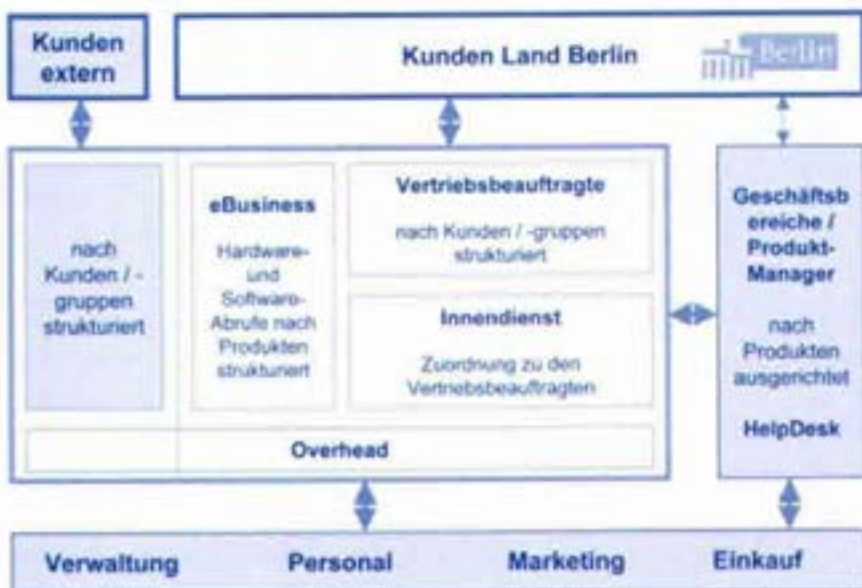 Kunden
extern
Kunden Land Berlin
Berlin
nach
Kunden / -
gruppen
strukturiert
eBusiness
Hardware-
und
Software-
Abrufe nach
Produkten
strukturiert
Vertriebsbeauftragte
nach Kunden / -gruppen
strukturiert
Innendienst
Zuordnung zu den
Vertriebsbeauftragten
Overhead
Geschäftsb
ereiche /
Produkt-
Manager
nach
Produkten
ausgerichtet
HelpDesk
Verwaltung Personal Marketing Einkauf